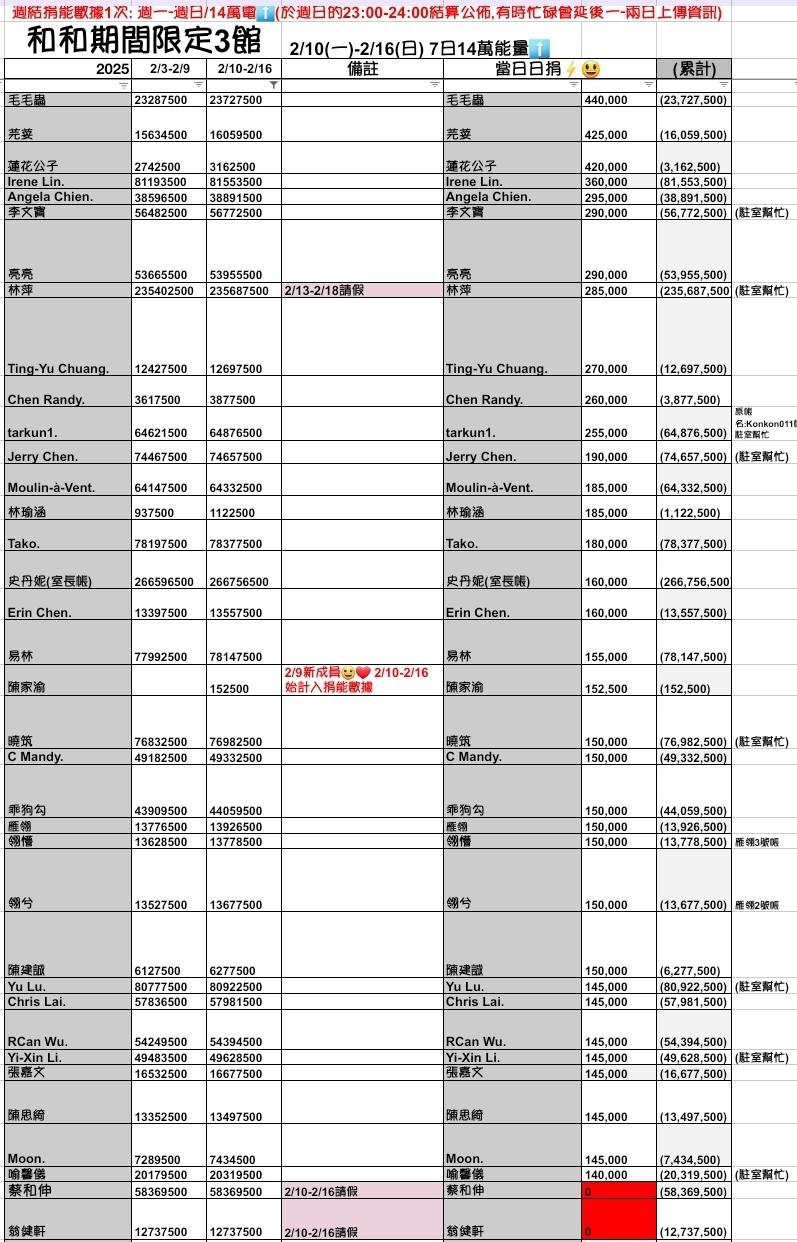 週結捐能數據1次: 週一-週日/14萬電⬆️(於週日的23:00-24:00結算公佈,有時忙碌會延後一-兩日上傳資訊)
和和期間限定3館 2/10(一)-2/16(日) 7日14萬能量⬆️
2025 2/3-2/9 2/10-2/16 備註 當日日捐⚡😃 (累計)
毛毛蟲 23287500 23727500 毛毛蟲 440,000 (23,727,500)
芫荽 15634500 16059500 芫荽 425,000 (16,059,500)
蓮花公子 2742500 3162500 蓮花公子 420,000 (3,162,500)
Irene Lin. 81193500 81553500 Irene Lin. 360,000 (81,553,500)
Angela Chien. 38596500 38891500 Angela Chien. 295,000 (38,891,500)
李文寶 56482500 56772500 李文寶 290,000 (56,772,500) (駐室幫忙)
亮亮 53665500 53955500 亮亮 290,000 (53,955,500)
林萍 235402500 235687500 2/13-2/18請假 林萍 285,000 (235,687,500 (駐室幫忙)
Ting-Yu Chuang. 12427500 12697500 Ting-Yu Chuang. 270,000 (12,697,500)
Chen Randy. 3617500 3877500 Chen Randy. 260,000 (3,877,500)
原帳
名:Konkon011
tarkun1. 64621500 64876500 tarkun1. 255,000 (64,876,500) 駐室幫忙
Jerry Chen. 74467500 74657500 Jerry Chen. 190,000 (74,657,500) (駐室幫忙)
Moulin-à-Vent. 64147500 64332500 Moulin-à-Vent. 185,000 (64,332,500)
林瑜涵 937500 1122500 林瑜涵 185,000 (1,122,500)
Tako. 78197500 78377500 Tako. 180,000 (78,377,500)
史丹妮(室長帳) 266596500 266756500 史丹妮(室長帳) 160,000 (266,756,500
Erin Chen. 13397500 13557500 Erin Chen. 160,000 (13,557,500)
易林 77992500 78147500 易林 155,000 (78,147,500)
2/9新成員😀❤️ 2/10-2/16
陳家渝 152500 始計入捐能數據 陳家渝 152,500 (152,500)
曉筑 76832500 76982500 曉筑 150,000 (76,982,500) (駐室幫忙)
C Mandy. 49182500 49332500 C Mandy. 150,000 (49,332,500)
乖狗勾 43909500 44059500 乖狗勾 150,000 (44,059,500)
雁翎 13776500 13926500 雁翎 150,000 (13,926,500)
翎懵 13628500 13778500 翎懵 150,000 (13,778,500) 雁翎3號帳
翎兮 13527500 13677500 翎兮 150,000 (13,677,500) 雁翎2號帳
陳建誠 6127500 6277500 陳建誠 150,000 (6,277,500)
Yu Lu. 80777500 80922500 Yu Lu. 145,000 (80,922,500) (駐室幫忙)
Chris Lai. 57836500 57981500 Chris Lai. 145,000 (57,981,500)
RCan Wu. 54249500 54394500 RCan Wu. 145,000 (54,394,500)
Yi-Xin Li. 49483500 49628500 Yi-Xin Li. 145,000 (49,628,500) (駐室幫忙)
張嘉文 16532500 16677500 張嘉文 145,000 (16,677,500)
陳思綺 13352500 13497500 陳思綺 145,000 (13,497,500)
Moon. 7289500 7434500 Moon. 145,000 (7,434,500)
喻馨儀 20179500 20319500 喻馨儀 140,000 (20,319,500) (駐室幫忙)
蔡和伸 58369500 58369500 2/10-2/16請假 蔡和伸 0 (58,369,500)
翁健軒 12737500 12737500 2/10-2/16請假 翁健軒 0 (12,737,500)